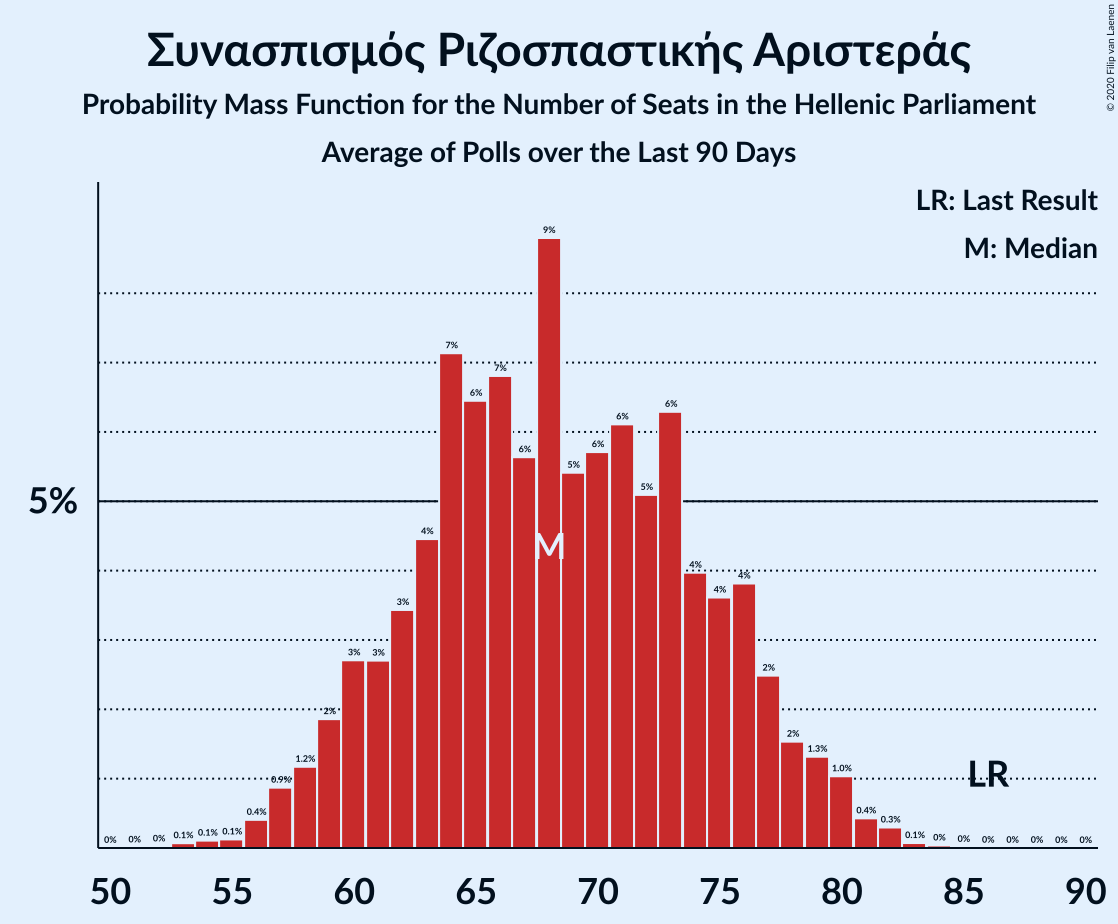 © 2020 Filip van Laenen
Συνασπισμός Ριζοσπαστικής Αριστεράς
Probability Mass Function for the Number of Seats in the Hellenic Parliament
Average of Polls over the Last 90 Days
LR: Last Result
M: Median
5%
0% 0% 0% 0.1% 0.1% 0.1% 0.4% 0.9% 1.2% 2% 3% 3% 3% 4% 7% 6% 7% 6% 9% 5% 6% 6% 5% 6% 4% 4% 4% 2% 2% 1.3% 1.0% 0.4% 0.3% 0.1% 0% 0% 0% 0% 0% 0% 0%
M
LR
50 55 60 65 70 75 80 85 90